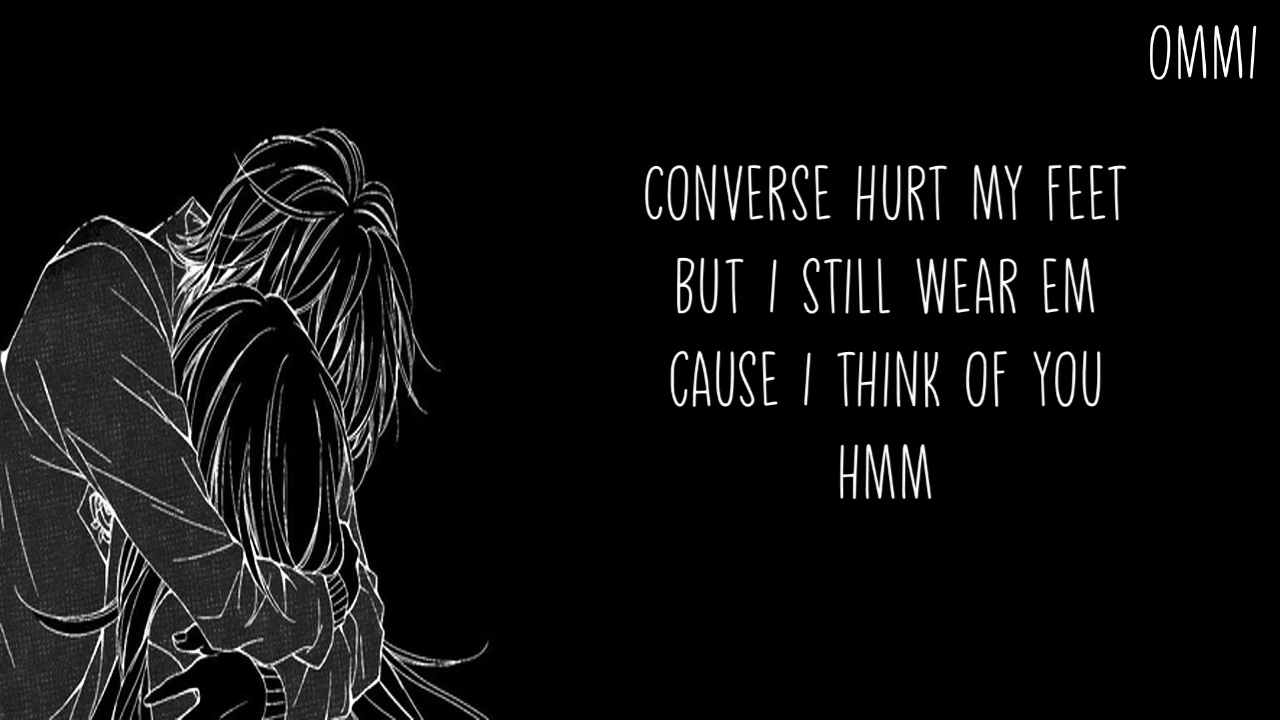 OMMI
CONVERSE HURT MY FEET
BUT I STILL WEAR EM
CAUSE I THINK OF YOU
HMM